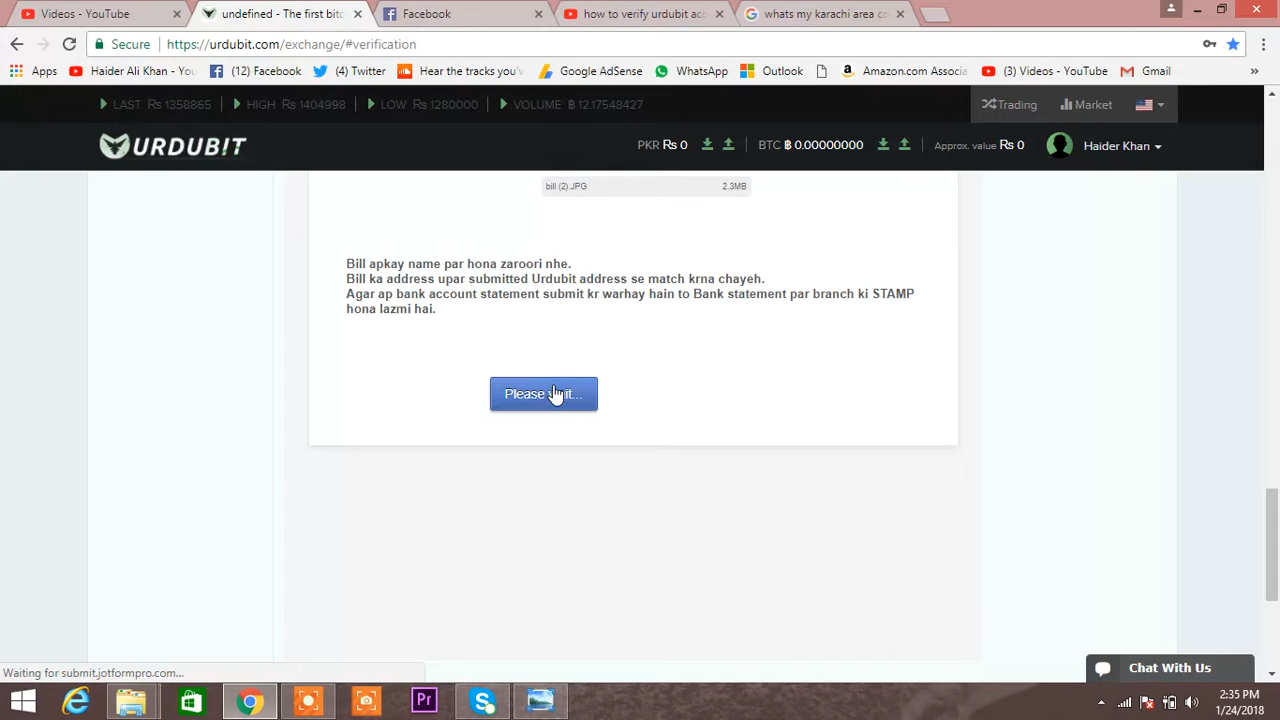 Videos - YouTube
undefined - The first bitc
Facebook
how to verify urdubit acc
whats my karachi area co
Secure
https://urdubit.com/exchange/#verification
Apps
Haider Ali Khan - You
(12) Facebook
(4) Twitter
Hear the tracks you'v
Google AdSense
WhatsApp
Outlook
Amazon.com Associa
(3) Videos - YouTube
Gmail
LAST Rs 1358865
HIGH Rs 1404998
LOW Rs 1280000
VOLUME ฿ 12.17548427
Trading
Market
URDUBIT
PKR Rs 0
BTC ฿ 0.00000000
Approx. value Rs 0
Haider Khan
bill (2).JPG
2.3MB
Bill apkay name par hona zaroori nhe.
Bill ka address upar submitted Urdubit address se match krna chayeh.
Agar ap bank account statement submit kr warhay hain to Bank statement par branch ki STAMP
hona lazmi hai.
Please
Waiting for submit.jotformpro.com...
Chat With Us
Pr
2:35 PM
1/24/2018